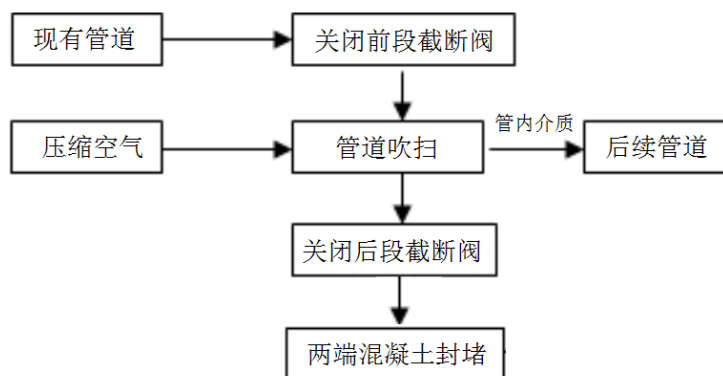 现有管道
关闭前段截断阀
压缩空气
管道吹扫
管内介质
后续管道
关闭后段截断阀
两端混凝土封堵